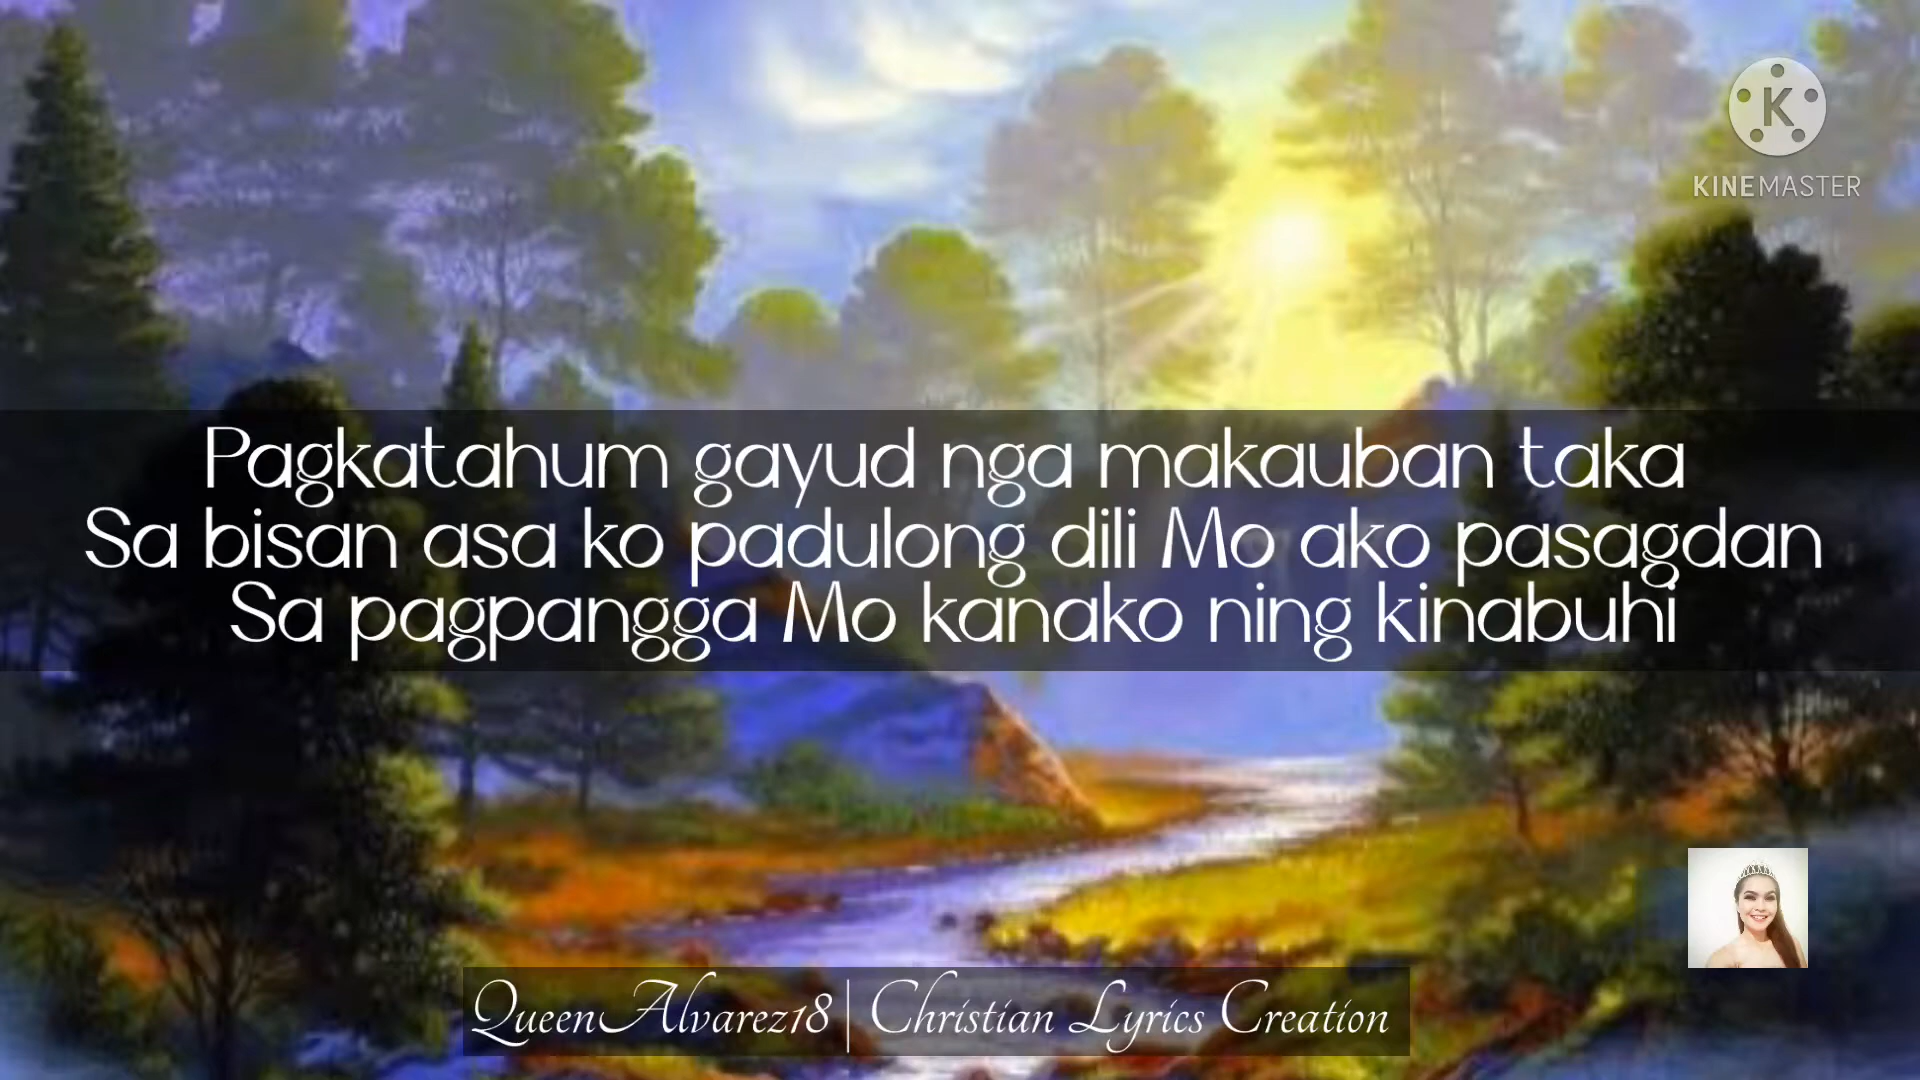 K
KINEMASTER
Pagkatahum gayud nga makauban taka
Sa bisan asa ko padulong dili Mo ako pasagdan
Sa pagpangga Mo kanako ning kinabuhi
QueenAlvarez18 | Christian Lyrics Creation